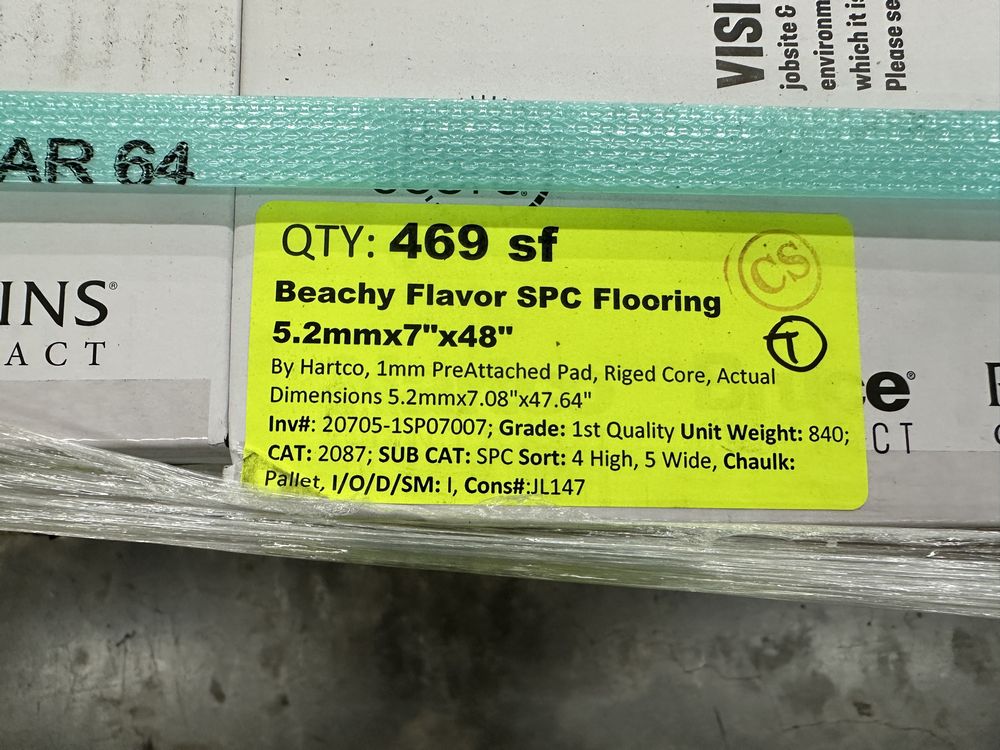 VISI
jobsite &
environm
which it is
Please se
AR 64
INS®
ACT
QTY: 469 sf
CS
Beachy Flavor SPC Flooring
5.2mmx7"x48"
T
By Hartco, 1mm PreAttached Pad, Riged Core, Actual
Dimensions 5.2mmx7.08"x47.64"
Inv#: 20705-1SP07007; Grade: 1st Quality Unit Weight: 840;
CAT: 2087; SUB CAT: SPC Sort: 4 High, 5 Wide, Chaulk:
Pallet, I/O/D/SM: I, Cons#:JL147
ce®
CT